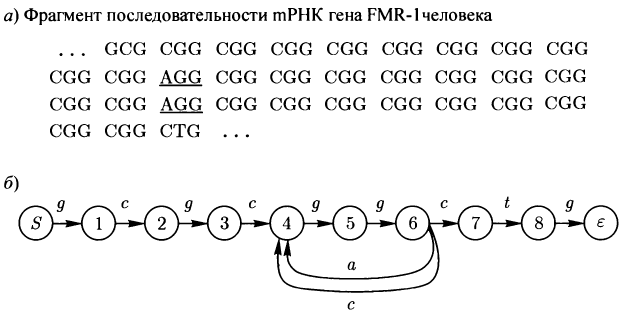 а) Фрагмент последовательности mРНК гена FMR-1человека
... GCG CGG CGG CGG CGG CGG CGG CGG CGG
CGG CGG AGG CGG CGG CGG CGG CGG CGG CGG
CGG CGG AGG CGG CGG CGG CGG CGG CGG CGG
CGG CGG CTG ...
б)
g c g c g g c t g
S 1 2 3 4 5 6 7 8 ε
a
c